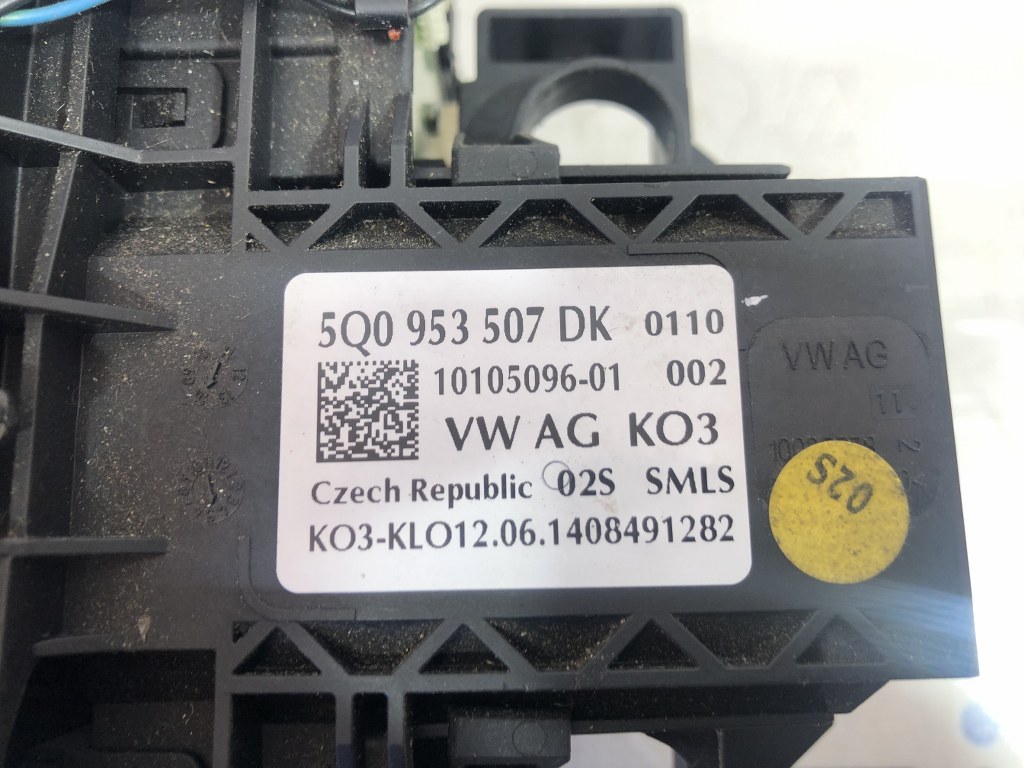 5Q0 953 507 DK 0110
10105096-01 002
VW AG KO3
Czech Republic 02S SMLS
KO3-KLO12.06.1408491282
VW AG
11
02S